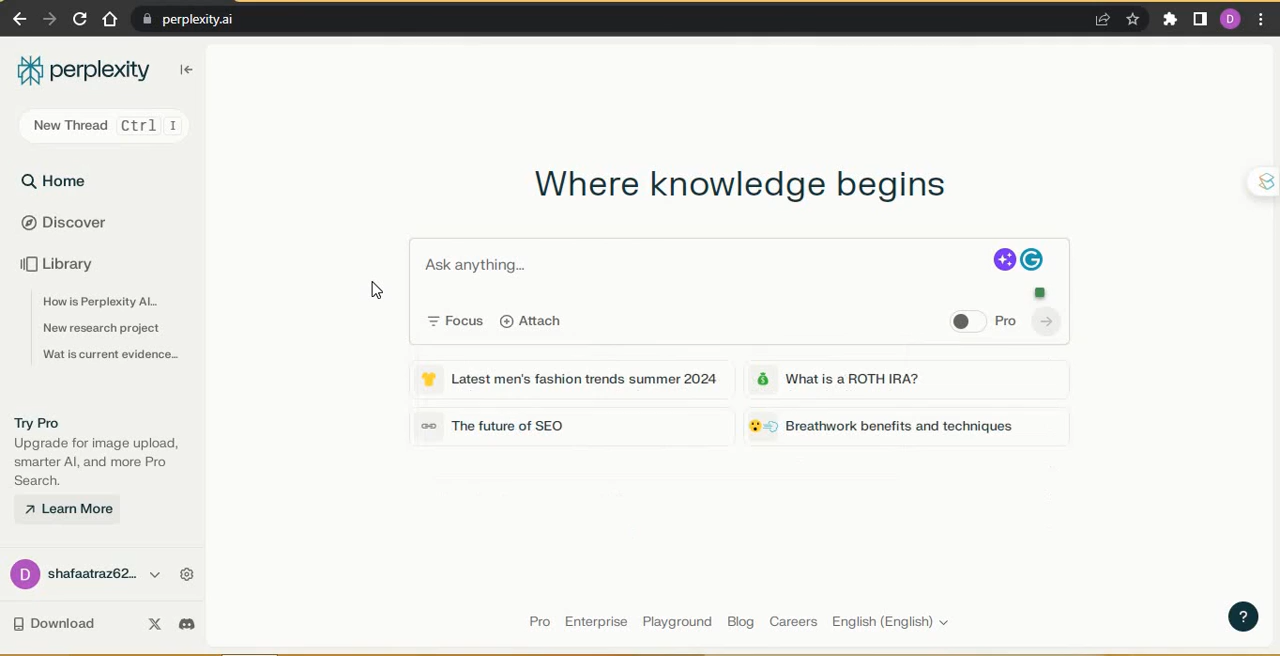 perplexity.ai
D
perplexity
New Thread Ctrl I
Home
Discover
Library
How is Perplexity AI...
New research project
Wat is current evidence...
Try Pro
Upgrade for image upload,
smarter AI, and more Pro
Search.
Learn More
D shafaatraz62...
Download
Where knowledge begins
Ask anything...
Focus Attach Pro
Latest men's fashion trends summer 2024
What is a ROTH IRA?
The future of SEO
Breathwork benefits and techniques
Pro Enterprise Playground Blog Careers English (English)
?